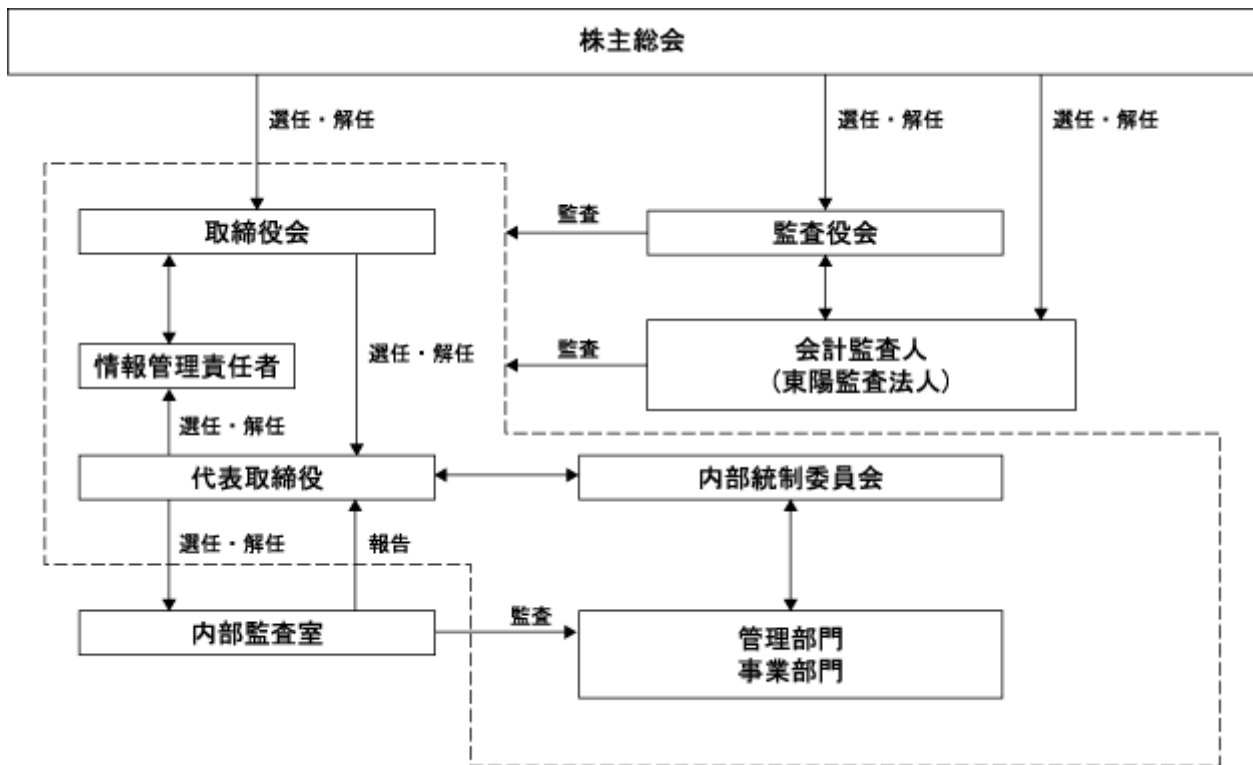 株主総会
選任・解任
選任・解任
選任・解任
取締役会
監査
監査役会
情報管理責任者
選任・解任
監査
会計監査人
(東陽監査法人)
選任・解任
代表取締役
内部統制委員会
選任・解任
報告
内部監査室
監査
管理部門
事業部門